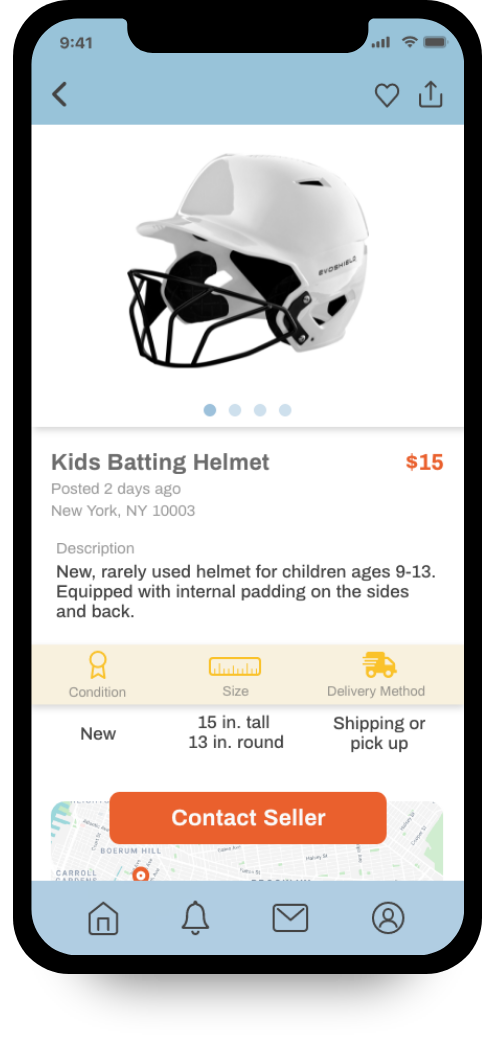 9:41
EVOSHIELD
Kids Batting Helmet
$15
Posted 2 days ago
New York, NY 10003
Description
New, rarely used helmet for children ages 9-13.
Equipped with internal padding on the sides
and back.
Condition
Size
Delivery Method
New
15 in. tall
13 in. round
Shipping or
pick up
Contact Seller
BOERUM HILL
CARROLL
GARDENS